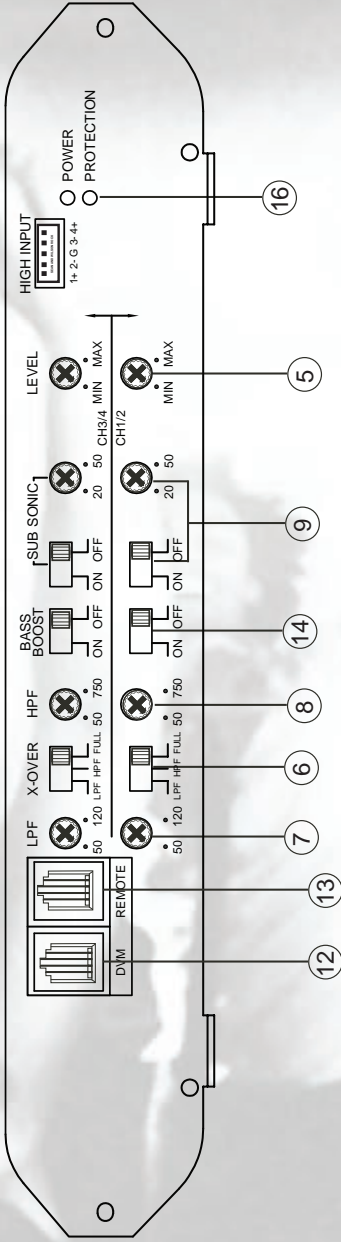 HIGH INPUT
1+ 2- G 3- 4+
POWER
PROTECTION
LPF
X-OVER
HPF
BASS
BOOST
SUB SONIC
LEVEL
50 120
LPF HPF FULL
50 750
ON OFF
ON OFF
20 50
MIN MAX
CH3/4
CH1/2
50 120
LPF HPF FULL
50 750
ON OFF
ON OFF
20 50
MIN MAX
DVM
REMOTE
12
13
7
6
8
14
9
5
16